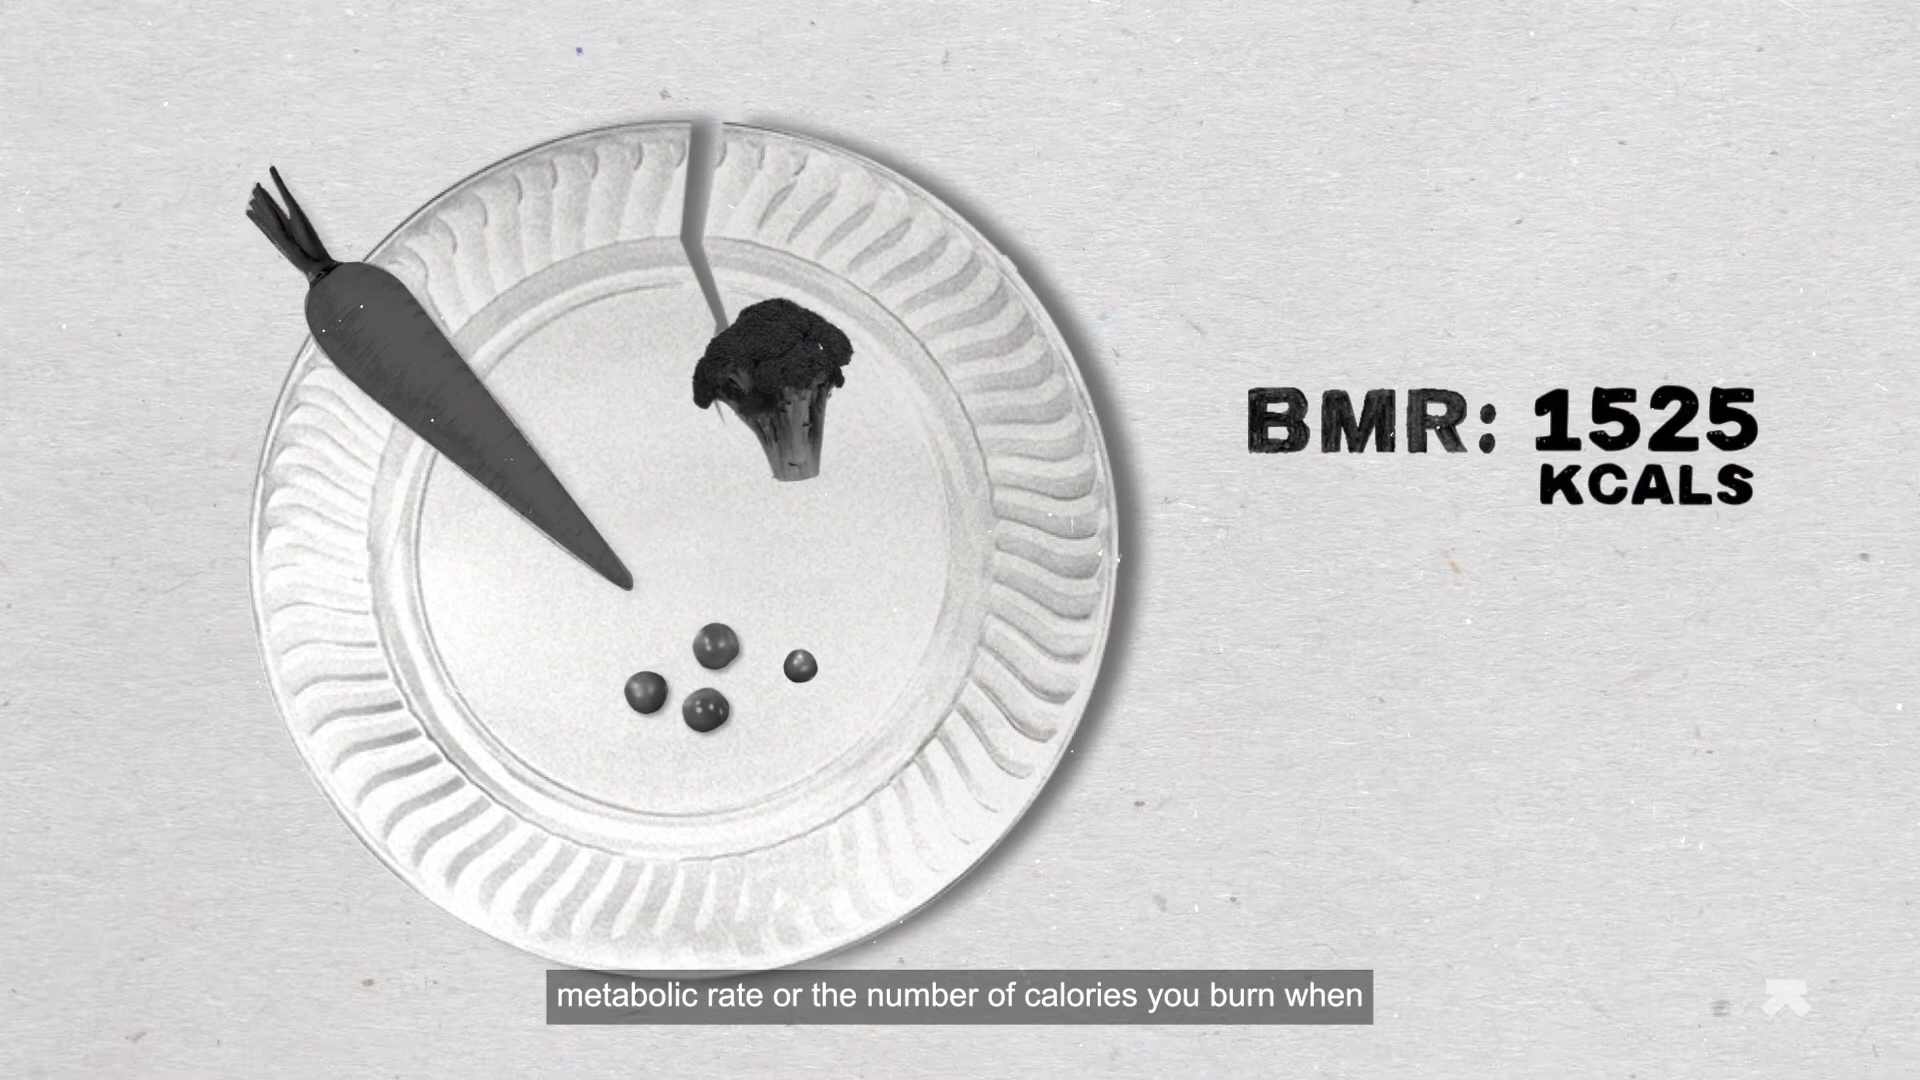 BMR: 1525
KCALS
metabolic rate or the number of calories you burn when